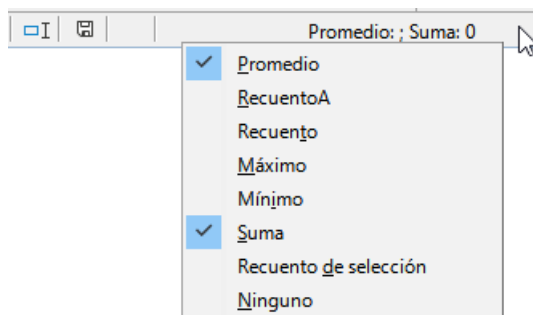 Promedio: ; Suma: 0
Promedio
RecuentoA
Recuento
Máximo
Mínimo
Suma
Recuento de selección
Ninguno